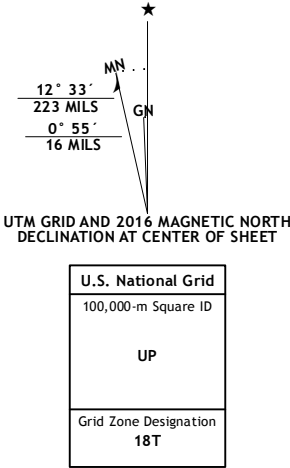 MN
12° 33´
223 MILS
GN
0° 55´
16 MILS
UTM GRID AND 2016 MAGNETIC NORTH
DECLINATION AT CENTER OF SHEET
U.S. National Grid
100,000-m Square ID
UP
Grid Zone Designation
18T